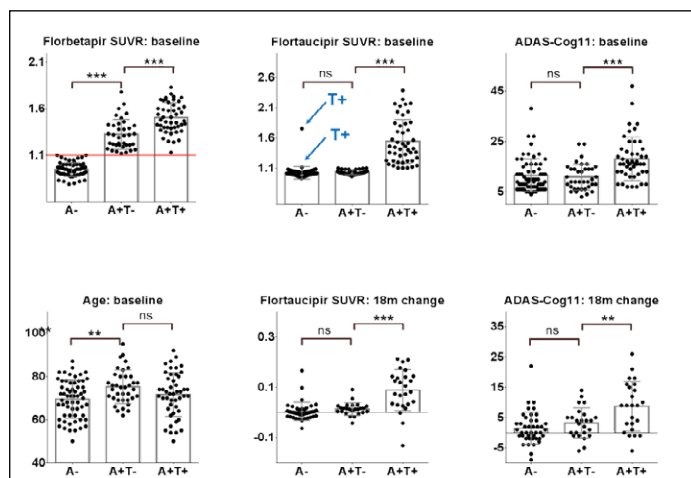 Florbetapir SUVR: baseline
***
***
2.1
1.6
1.1
A- A+T- A+T+
Flortaucipir SUVR: baseline
ns
***
2.6
2.1
1.6
1.1
T+
T+
A- A+T- A+T+
ADAS-Cog11: baseline
ns
***
45
25
5
A- A+T- A+T+
Age: baseline
ns
**
100
**
80
60
40
A- A+T- A+T+
Flortaucipir SUVR: 18m change
ns
***
0.3
0.1
-0.1
A- A+T- A+T+
ADAS-Cog11: 18m change
ns
**
35
25
15
5
-5
A- A+T- A+T+